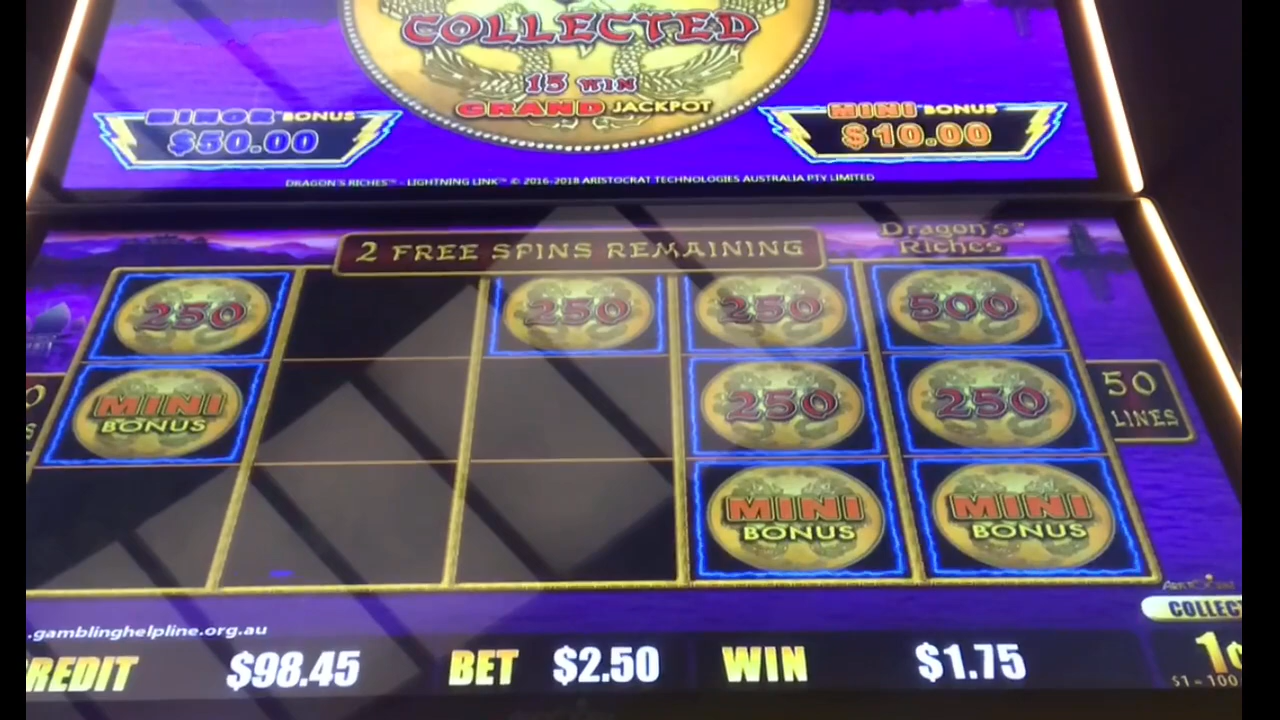 COLLECTED
15 WIN
GRAND JACKPOT
MINOR BONUS
$50.00
MINI BONUS
$10.00
DRAGON'S RICHES™ - LIGHTNING LINK™ © 2016-2018 ARISTOCRAT TECHNOLOGIES AUSTRALIA PTY LIMITED
2 FREE SPINS REMAINING
Dragon's Riches
250 250 250 500
MINI BONUS 250 250
MINI BONUS MINI BONUS
50
LINES
.gamblinghelpline.org.au
COLLECT
REDIT $98.45 BET $2.50 WIN $1.75
1¢
$1 = 100